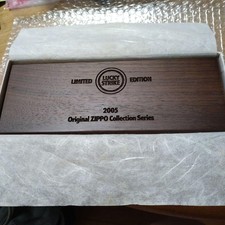 LIMITED LUCKY STRIKE EDITION
2005
Original ZIPPO Collection Series